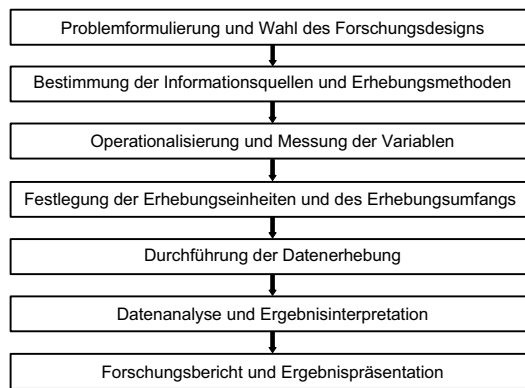 Problemformulierung und Wahl des Forschungsdesigns
Bestimmung der Informationsquellen und Erhebungsmethoden
Operationalisierung und Messung der Variablen
Festlegung der Erhebungseinheiten und des Erhebungsumfangs
Durchführung der Datenerhebung
Datenanalyse und Ergebnisinterpretation
Forschungsbericht und Ergebnispräsentation